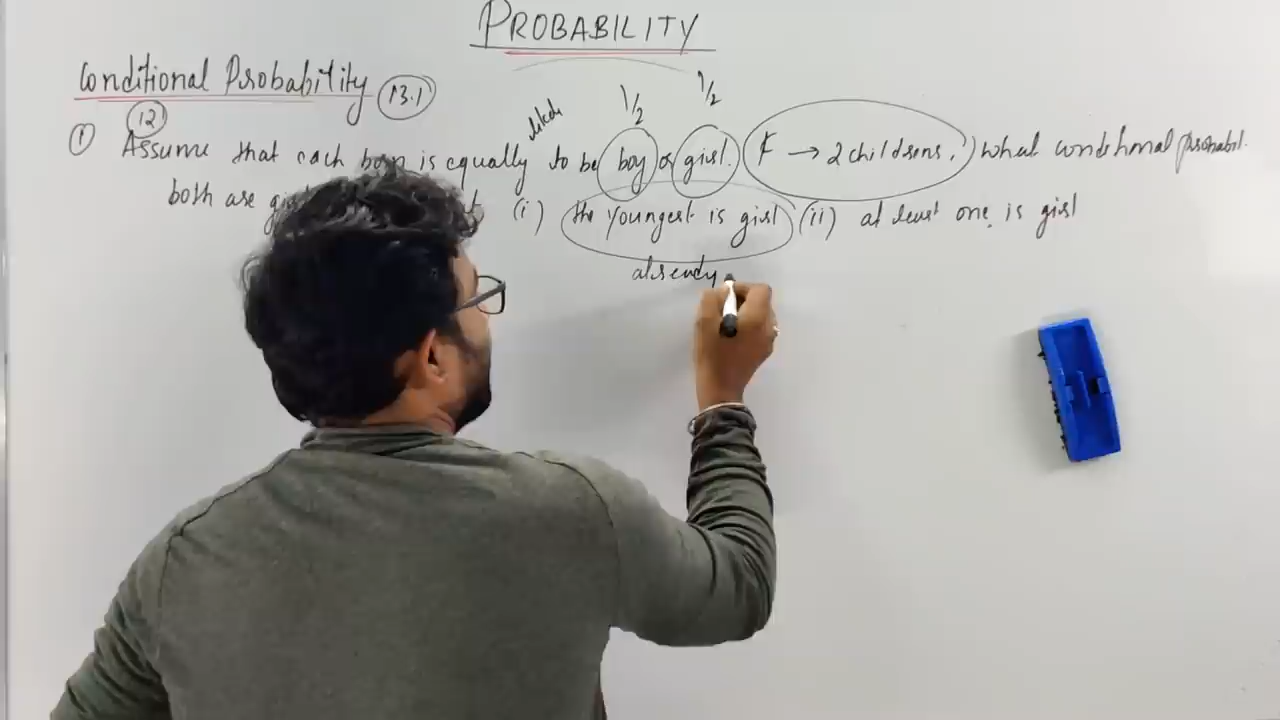 PROBABILITY
Conditional Probability 13.1
12
likely
1/2 1/2
① Assume that each born is equally to be boy or girl. F → 2 childrens, what conditional probabil.
both are (i) the youngest is girl (ii) at least one is girl
already